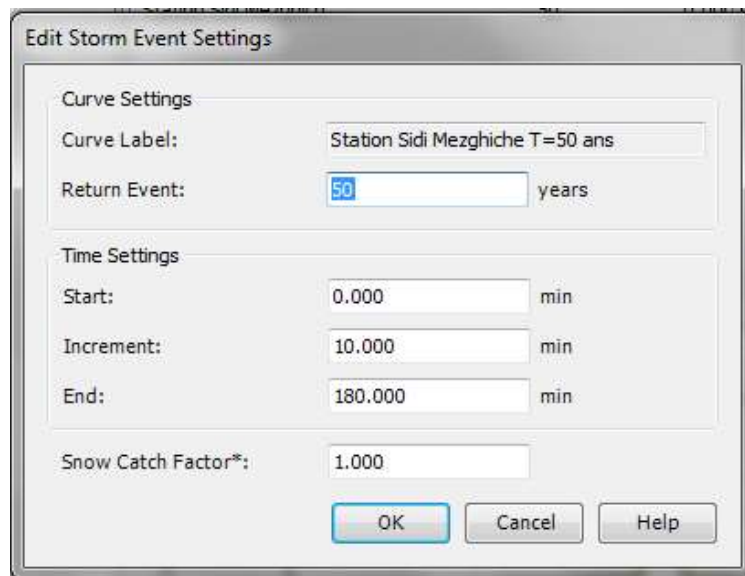 Edit Storm Event Settings
Curve Settings
Curve Label: Station Sidi Mezghiche T=50 ans
Return Event: 50 years
Time Settings
Start: 0.000 min
Increment: 10.000 min
End: 180.000 min
Snow Catch Factor*: 1.000
OK Cancel Help